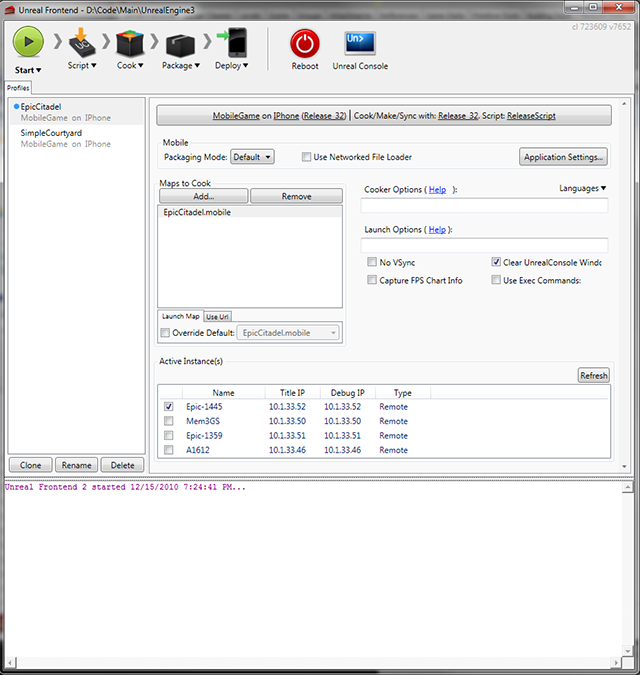 Unreal Frontend - D:\Code\Main\UnrealEngine3
cl 723609 v7652
Start Script Cook Package Deploy Reboot Unreal Console
Un>
Profiles
EpicCitadel
MobileGame on IPhone
SimpleCourtyard
MobileGame on IPhone
MobileGame on IPhone (Release_32) | Cook/Make/Sync with: Release_32. Script: ReleaseScript
Mobile
Packaging Mode: Default Use Networked File Loader Application Settings...
Maps to Cook
Add... Remove
EpicCitadel.mobile
Launch Map Use Url
Override Default: EpicCitadel.mobile
Cooker Options ( Help ): Languages
Launch Options ( Help ):
No VSync Clear UnrealConsole Windc
Capture FPS Chart Info Use Exec Commands:
Active Instance(s)
Refresh
Name Title IP Debug IP Type
Epic-1445 10.1.33.52 10.1.33.52 Remote
Mem3GS 10.1.33.50 10.1.33.50 Remote
Epic-1359 10.1.33.51 10.1.33.51 Remote
A1612 10.1.33.46 10.1.33.46 Remote
Clone Rename Delete
Unreal Frontend 2 started 12/15/2010 7:24:41 PM...